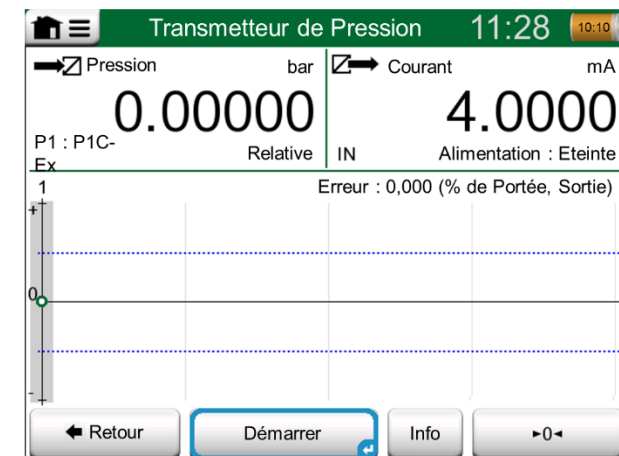 Transmetteur de Pression 11:28 10:10
Pression bar
0.00000
P1 : P1C-
Ex
Relative
Courant mA
4.0000
IN Alimentation : Eteinte
1 Erreur : 0,000 (% de Portée, Sortie)
+
0
-
Retour Démarrer Info ►0◄